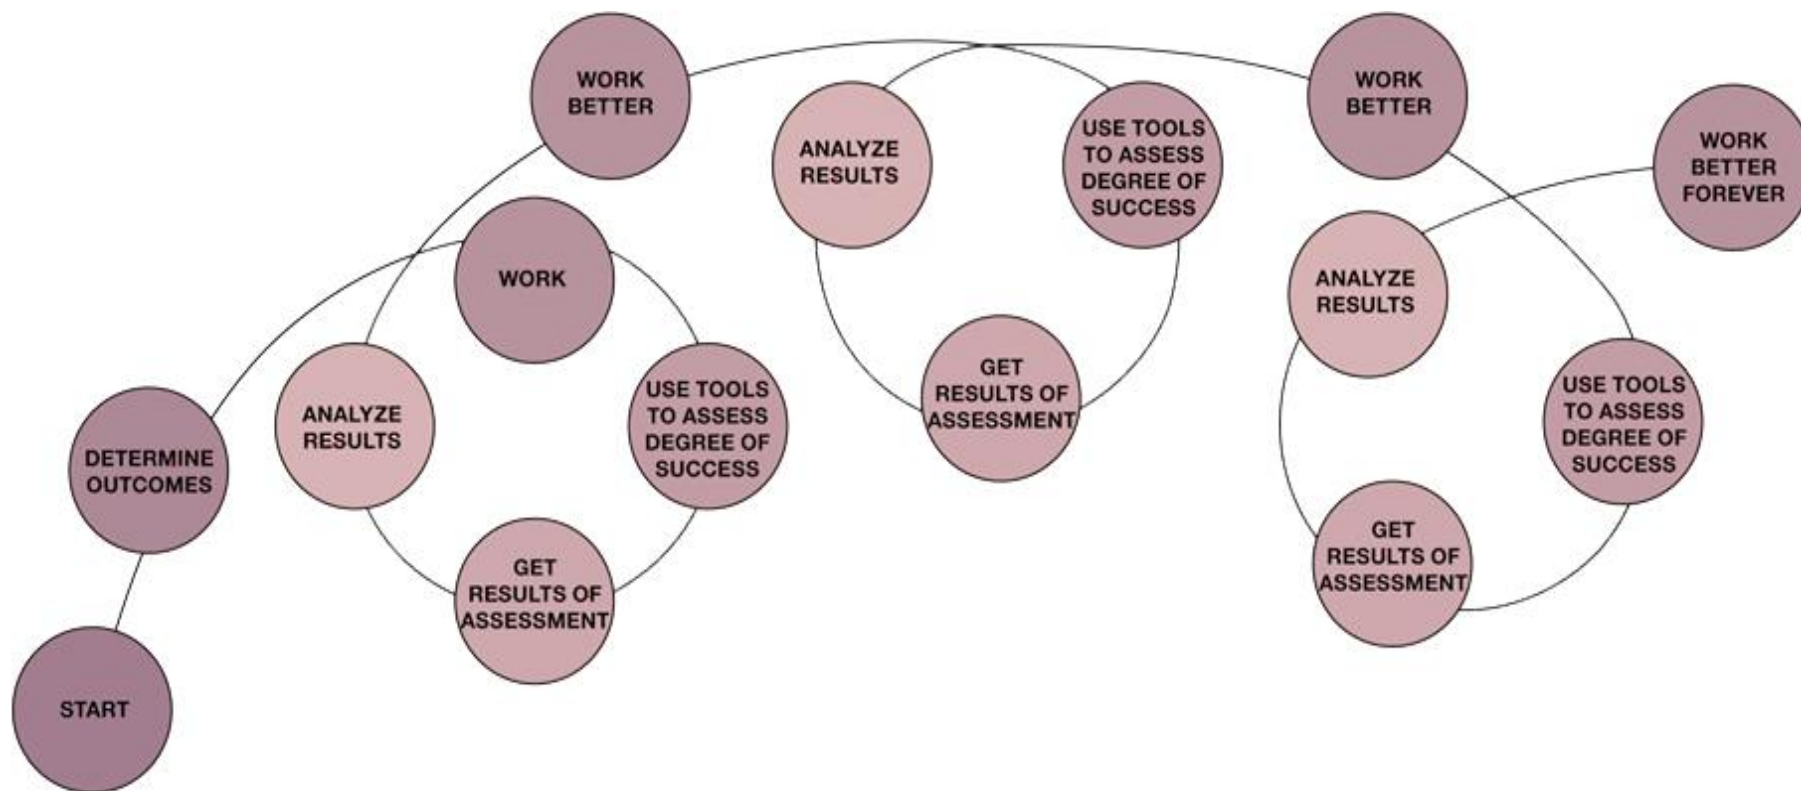 START
DETERMINE
OUTCOMES
WORK
USE TOOLS
TO ASSESS
DEGREE OF
SUCCESS
GET
RESULTS OF
ASSESSMENT
ANALYZE
RESULTS
WORK
BETTER
USE TOOLS
TO ASSESS
DEGREE OF
SUCCESS
GET
RESULTS OF
ASSESSMENT
ANALYZE
RESULTS
WORK
BETTER
USE TOOLS
TO ASSESS
DEGREE OF
SUCCESS
GET
RESULTS OF
ASSESSMENT
ANALYZE
RESULTS
WORK
BETTER
FOREVER